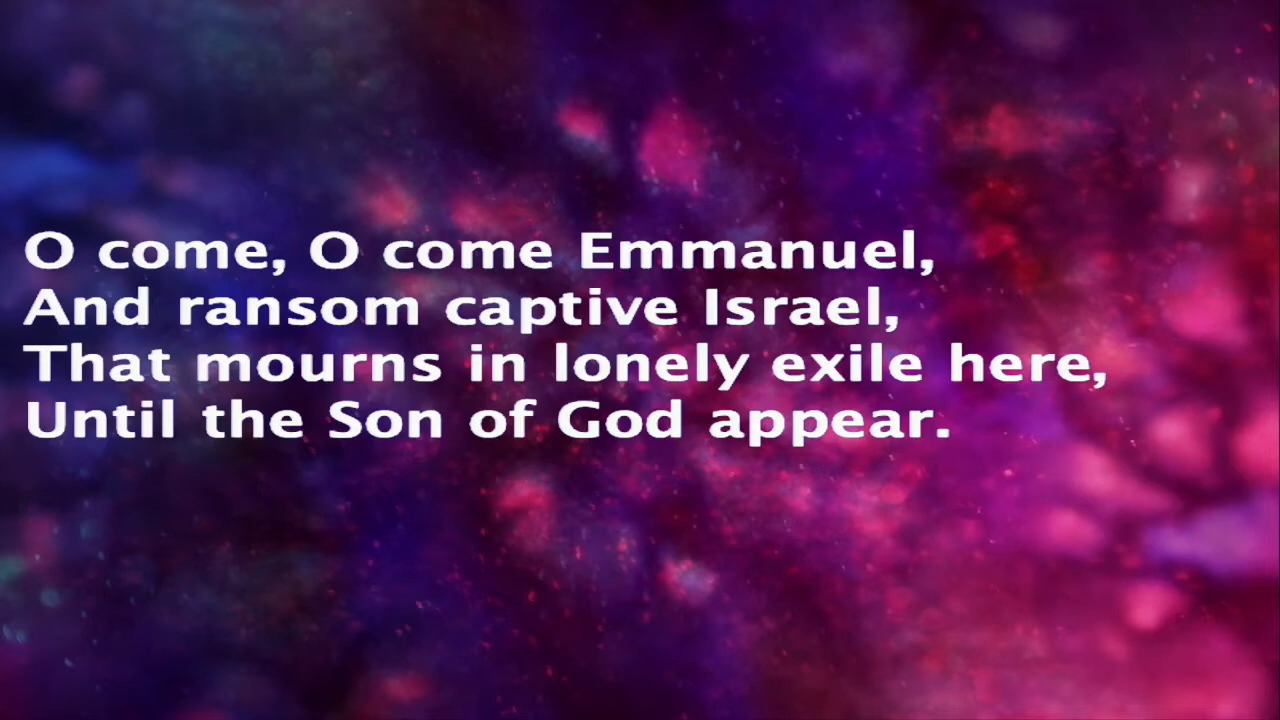 O come, O come Emmanuel,
And ransom captive Israel,
That mourns in lonely exile here,
Until the Son of God appear.